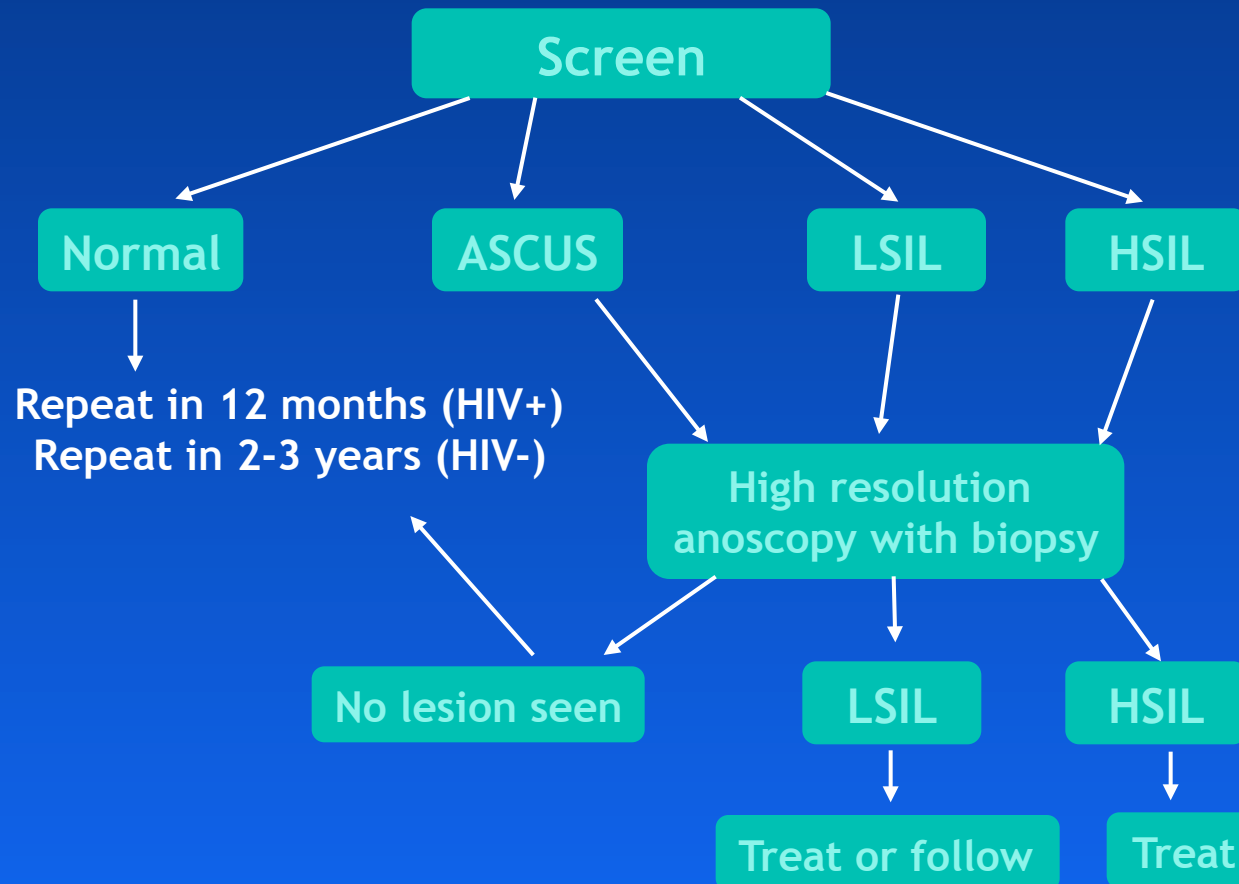 Screen
Normal
ASCUS
LSIL
HSIL
Repeat in 12 months (HIV+)
Repeat in 2-3 years (HIV-)
High resolution
anoscopy with biopsy
No lesion seen
LSIL
HSIL
Treat or follow
Treat